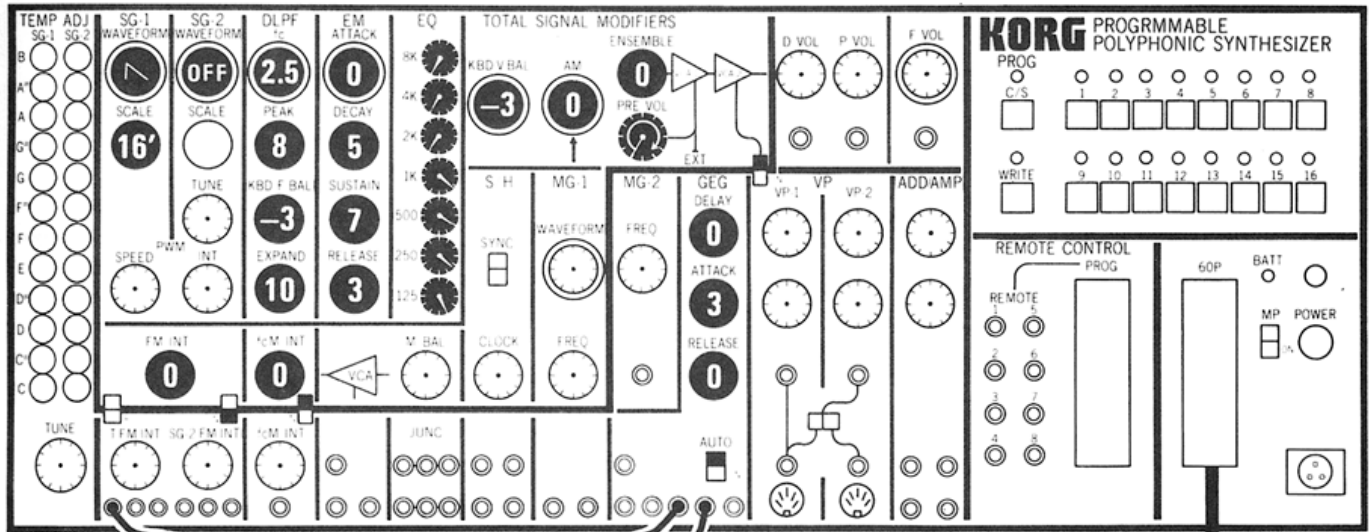 TEMP ADJ
SG-1 SG-2
B
A#
A
G#
G
F#
F
E
D#
D
C#
C
TUNE
SG-1
WAVEFORM
SCALE
16'
SPEED
PWM
SG-2
WAVEFORM
OFF
SCALE
TUNE
INT
DLPF
fc
2.5
PEAK
8
KBD F BAL
-3
EXPAND
10
EM
ATTACK
0
DECAY
5
SUSTAIN
7
RELEASE
3
EQ
8K
4K
2K
1K
500
250
125
FM INT
0
fcM INT
0
VCA
M. BAL
T FM INT
SG-2 FM INT
fcM INT
JUNC
TOTAL SIGNAL MODIFIERS
KBD V BAL
-3
AM
0
ENSEMBLE
0
PRE VOL
EXT
S H
SYNC
CLOCK
MG-1
WAVEFORM
FREQ
MG-2
FREQ
GEG
DELAY
0
ATTACK
3
RELEASE
0
AUTO
D VOL
P VOL
F VOL
VP
VP 1
VP 2
ADD/AMP
KORG PROGRMMABLE
POLYPHONIC SYNTHESIZER
PROG
C/S
1 2 3 4 5 6 7 8
WRITE
9 10 11 12 13 14 15 16
REMOTE CONTROL
PROG
REMOTE
1 5
2 6
3 7
4 8
60P
BATT
MP
ON
POWER